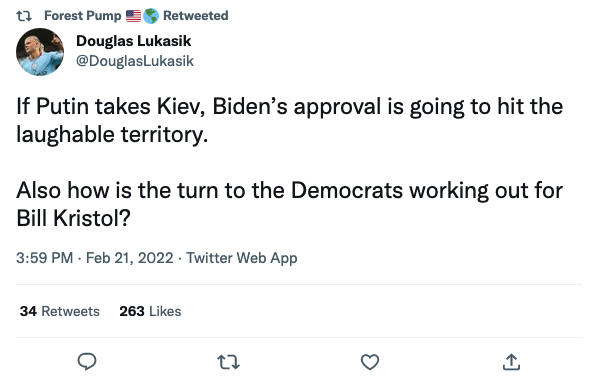 Forest Pump 🇺🇸🌎 Retweeted
Douglas Lukasik
@DouglasLukasik
If Putin takes Kiev, Biden’s approval is going to hit the
laughable territory.
Also how is the turn to the Democrats working out for
Bill Kristol?
3:59 PM · Feb 21, 2022 · Twitter Web App
34 Retweets 263 Likes